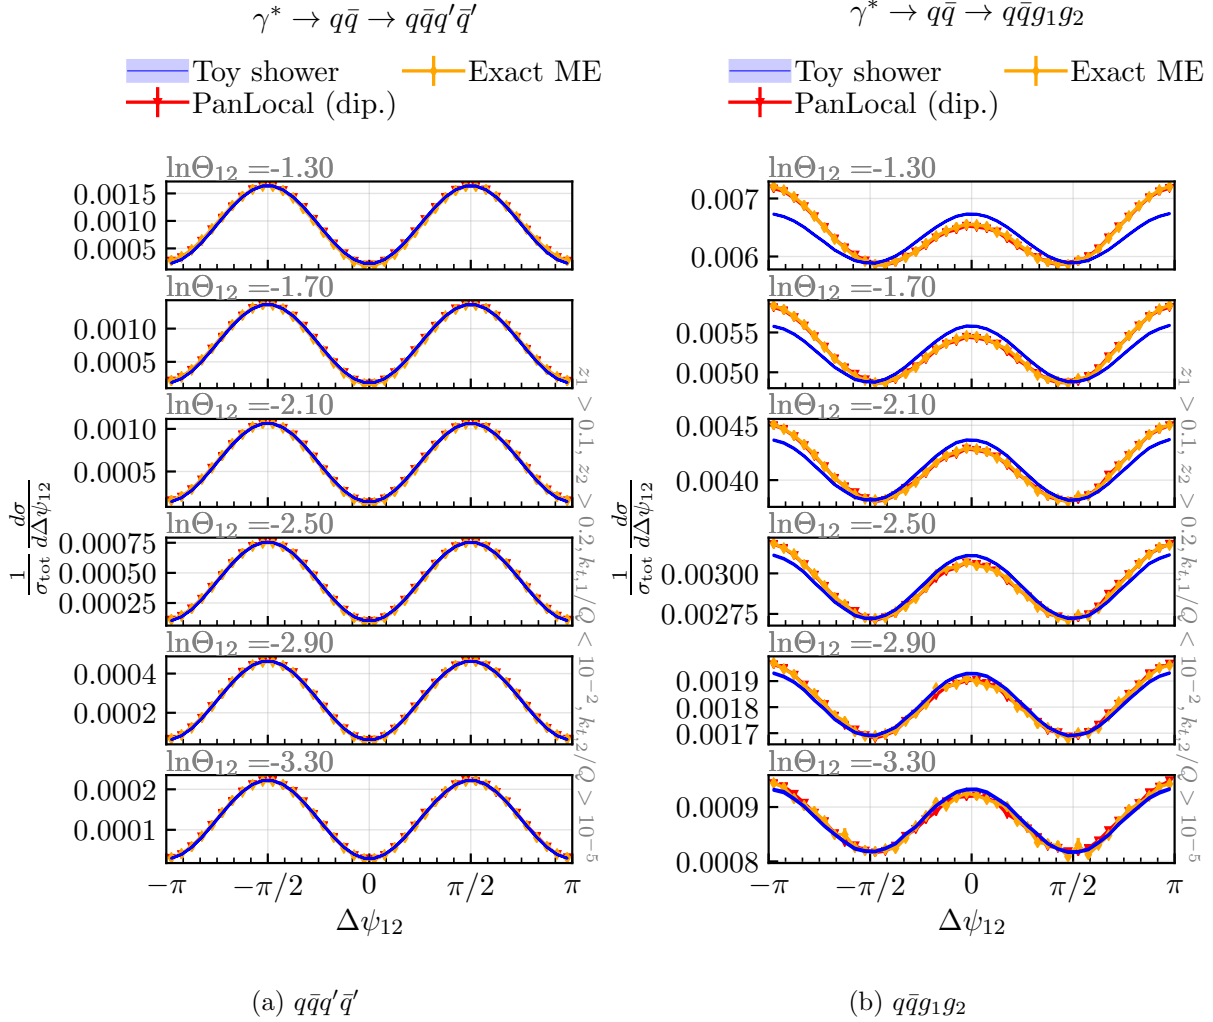 γ* → qq̄ → qq̄q′q̄′
Toy shower
Exact ME
PanLocal (dip.)
lnΘ₁₂ =-1.30
0.0015
0.0010
0.0005
lnΘ₁₂ =-1.70
0.0010
0.0005
lnΘ₁₂ =-2.10
0.0010
0.0005
lnΘ₁₂ =-2.50
0.00075
0.00050
0.00025
lnΘ₁₂ =-2.90
0.0004
0.0002
lnΘ₁₂ =-3.30
0.0002
0.0001
−π −π/2 0 π/2 π
Δψ₁₂
1/σ_tot dσ/dΔψ₁₂
z₁ > 0.1, z₂ > 0.2, k_{t,1}/Q < 10⁻², k_{t,2}/Q > 10⁻⁵
(a) qq̄q′q̄′
γ* → qq̄ → qq̄g₁g₂
Toy shower
Exact ME
PanLocal (dip.)
lnΘ₁₂ =-1.30
0.007
0.006
lnΘ₁₂ =-1.70
0.0055
0.0050
lnΘ₁₂ =-2.10
0.0045
0.0040
lnΘ₁₂ =-2.50
0.00300
0.00275
lnΘ₁₂ =-2.90
0.0019
0.0018
0.0017
lnΘ₁₂ =-3.30
0.0009
0.0008
−π −π/2 0 π/2 π
Δψ₁₂
1/σ_tot dσ/dΔψ₁₂
z₁ > 0.1, z₂ > 0.2, k_{t,1}/Q < 10⁻², k_{t,2}/Q > 10⁻⁵
(b) qq̄g₁g₂